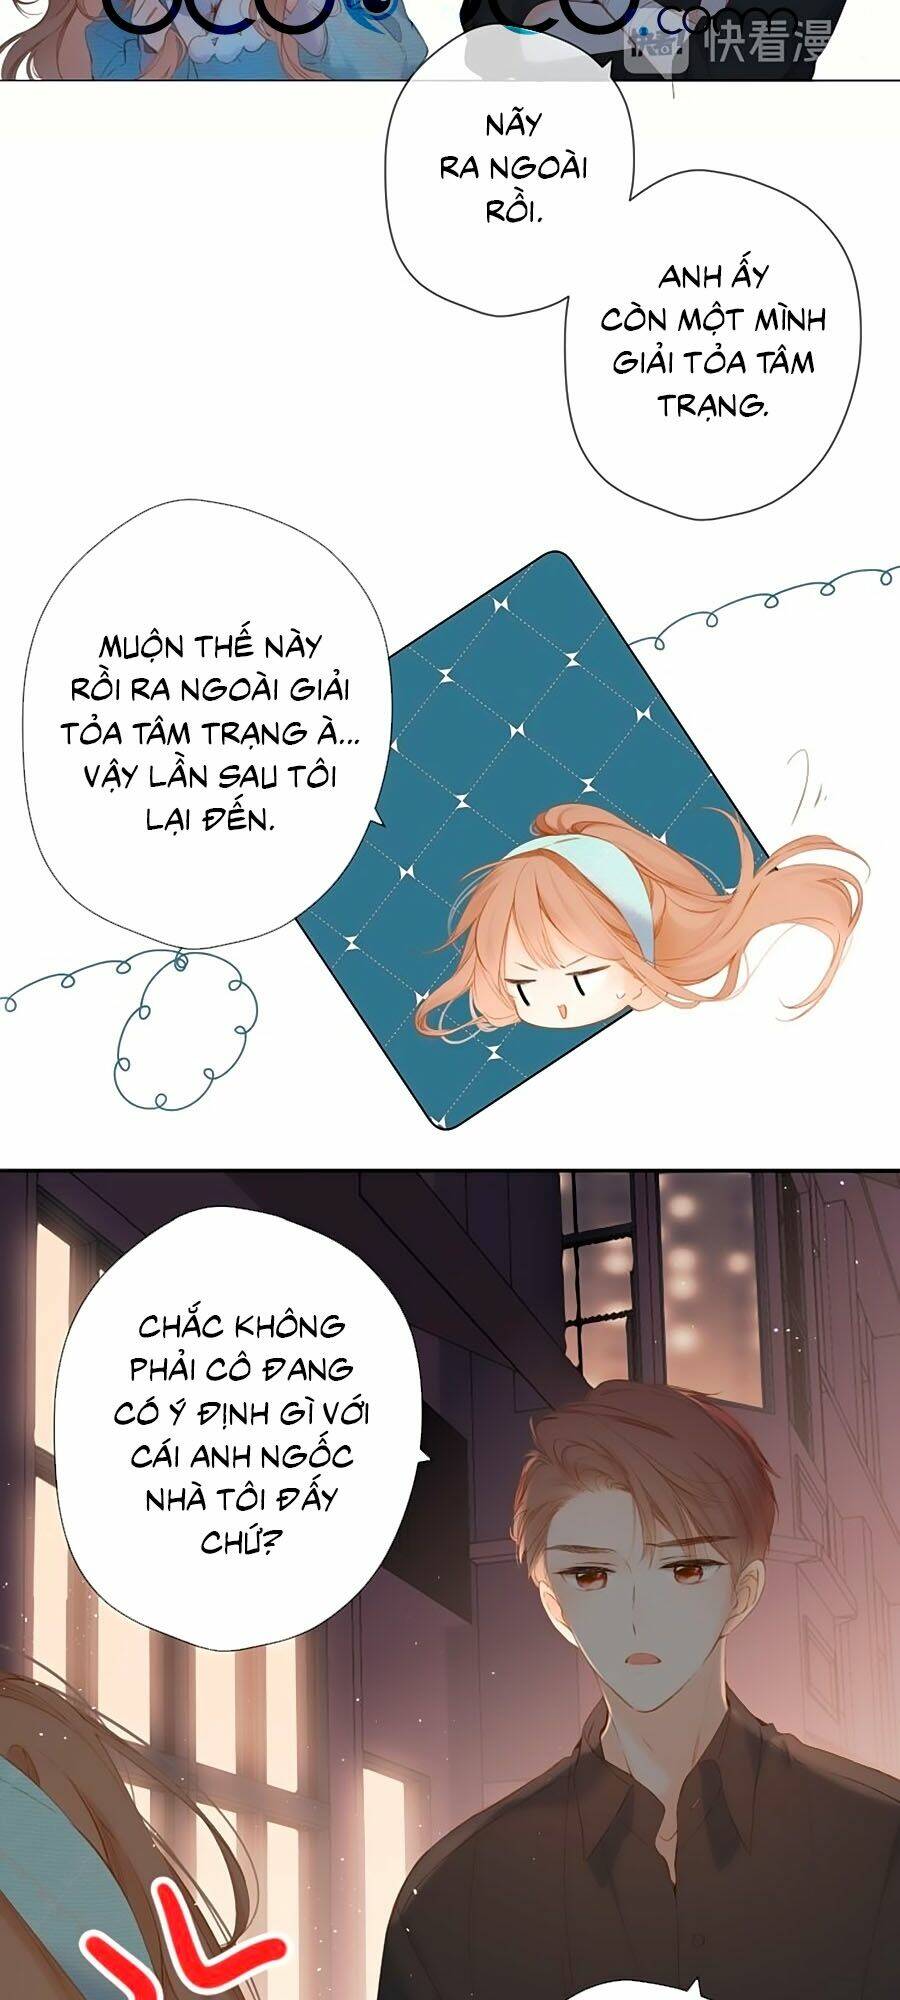 快看漫
NÃY
RA NGOÀI
RỒI.
ANH ẤY
CÒN MỘT MÌNH
GIẢI TỎA TÂM
TRẠNG.
MUỘN THẾ NÀY
RỒI RA NGOÀI GIẢI
TỎA TÂM TRẠNG À...
VẬY LẦN SAU TÔI
LẠI ĐẾN.
CHẮC KHÔNG
PHẢI CÔ ĐANG
CÓ Ý ĐỊNH GÌ VỚI
CÁI ANH NGỐC
NHÀ TÔI ĐẤY
CHỨ?